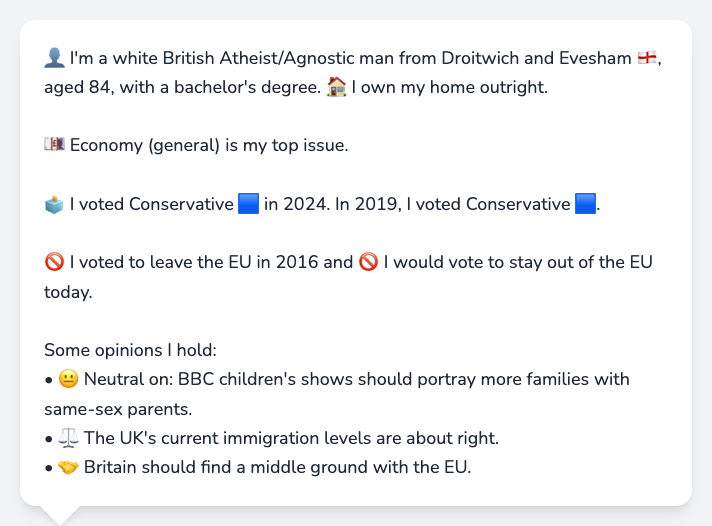 👤 I'm a white British Atheist/Agnostic man from Droitwich and Evesham 🏴󠁧󠁢󠁥󠁮󠁧󠁿,
aged 84, with a bachelor's degree. 🏠 I own my home outright.
💷 Economy (general) is my top issue.
🗳️ I voted Conservative 🟦 in 2024. In 2019, I voted Conservative 🟦.
🚫 I voted to leave the EU in 2016 and 🚫 I would vote to stay out of the EU
today.
Some opinions I hold:
• 😐 Neutral on: BBC children's shows should portray more families with
same-sex parents.
• ⚖️ The UK's current immigration levels are about right.
• 🤝 Britain should find a middle ground with the EU.